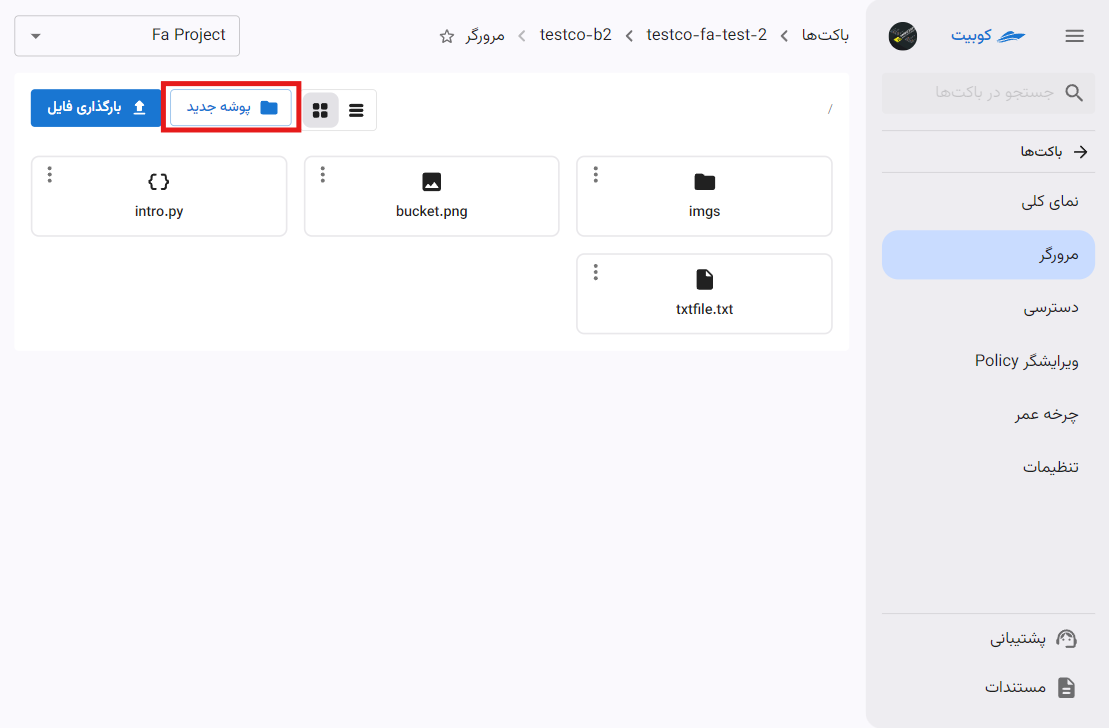 کوبیت
جستجو در باکت‌ها
باکت‌ها
نمای کلی
مرورگر
دسترسی
ویرایشگر Policy
چرخه عمر
تنظیمات
پشتیبانی
مستندات
باکت‌ها
testco-fa-test-2
testco-b2
مرورگر
Fa Project
/
پوشه جدید
بارگذاری فایل
imgs
bucket.png
intro.py
txtfile.txt